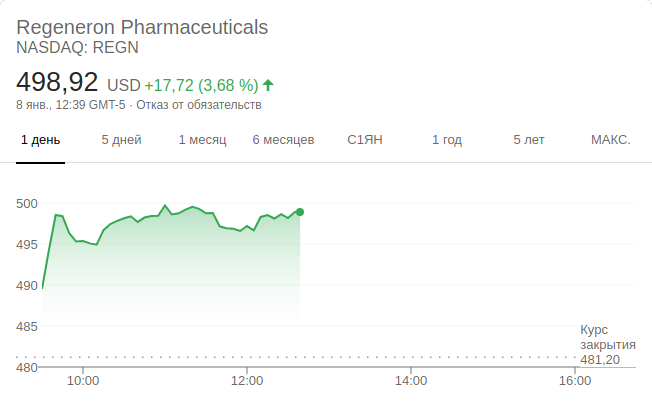 Regeneron Pharmaceuticals
NASDAQ: REGN
498,92 USD +17,72 (3,68 %)
8 янв., 12:39 GMT-5 · Отказ от обязательств
1 день 5 дней 1 месяц 6 месяцев С1ЯН 1 год 5 лет МАКС.
500
495
490
485
Курс
закрытия
481,20
480
10:00 12:00 14:00 16:00